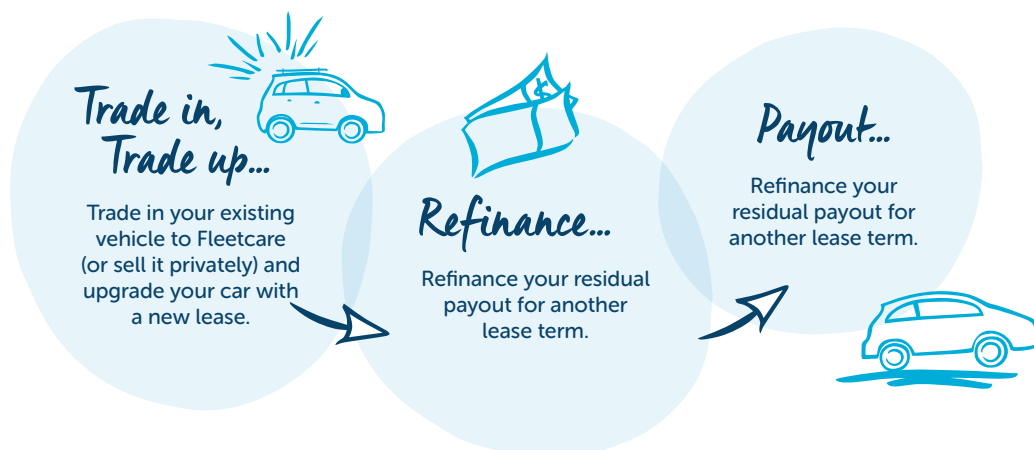 Trade in,
Trade up...
Trade in your existing
vehicle to Fleetcare
(or sell it privately) and
upgrade your car with
a new lease.
$
Refinance...
Refinance your residual
payout for another
lease term.
Payout...
Refinance your
residual payout for
another lease term.